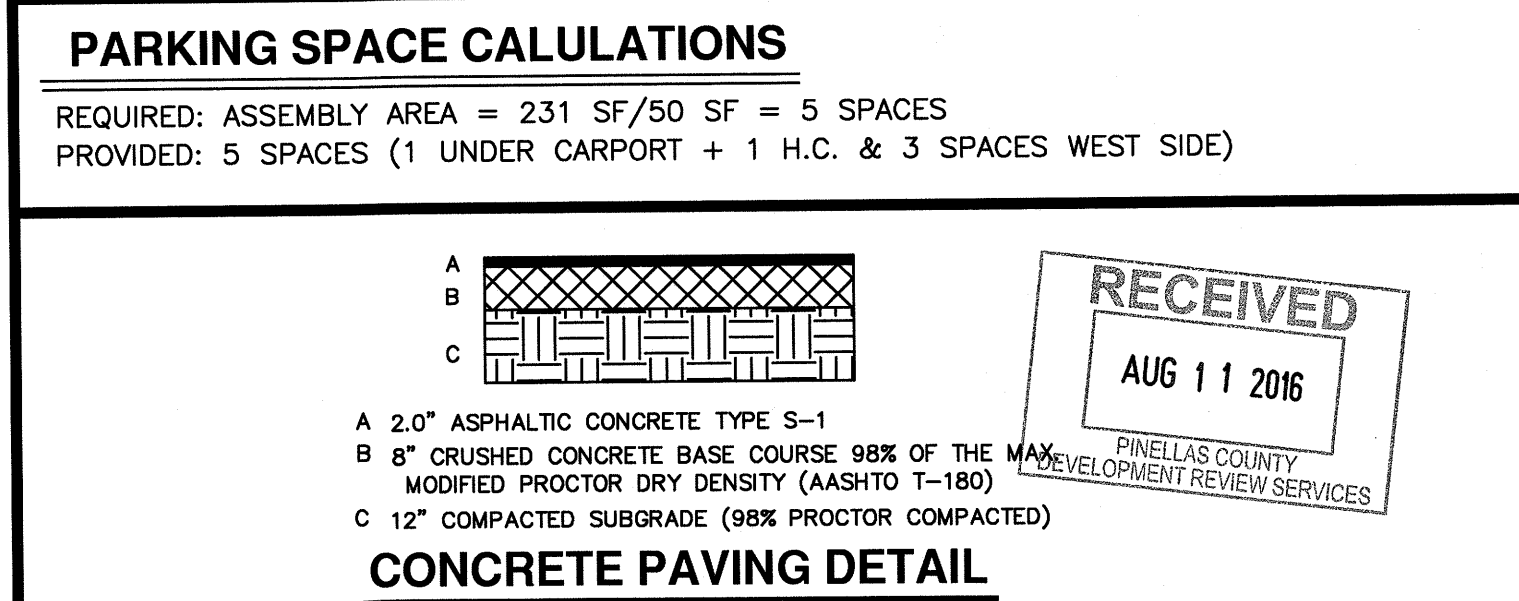 PARKING SPACE CALULATIONS
REQUIRED: ASSEMBLY AREA = 231 SF/50 SF = 5 SPACES
PROVIDED: 5 SPACES (1 UNDER CARPORT + 1 H.C. & 3 SPACES WEST SIDE)
A
B
C
A 2.0" ASPHALTIC CONCRETE TYPE S-1
B 8" CRUSHED CONCRETE BASE COURSE 98% OF THE MAX.
MODIFIED PROCTOR DRY DENSITY (AASHTO T-180)
C 12" COMPACTED SUBGRADE (98% PROCTOR COMPACTED)
CONCRETE PAVING DETAIL
RECEIVED
AUG 11 2016
PINELLAS COUNTY
DEVELOPMENT REVIEW SERVICES